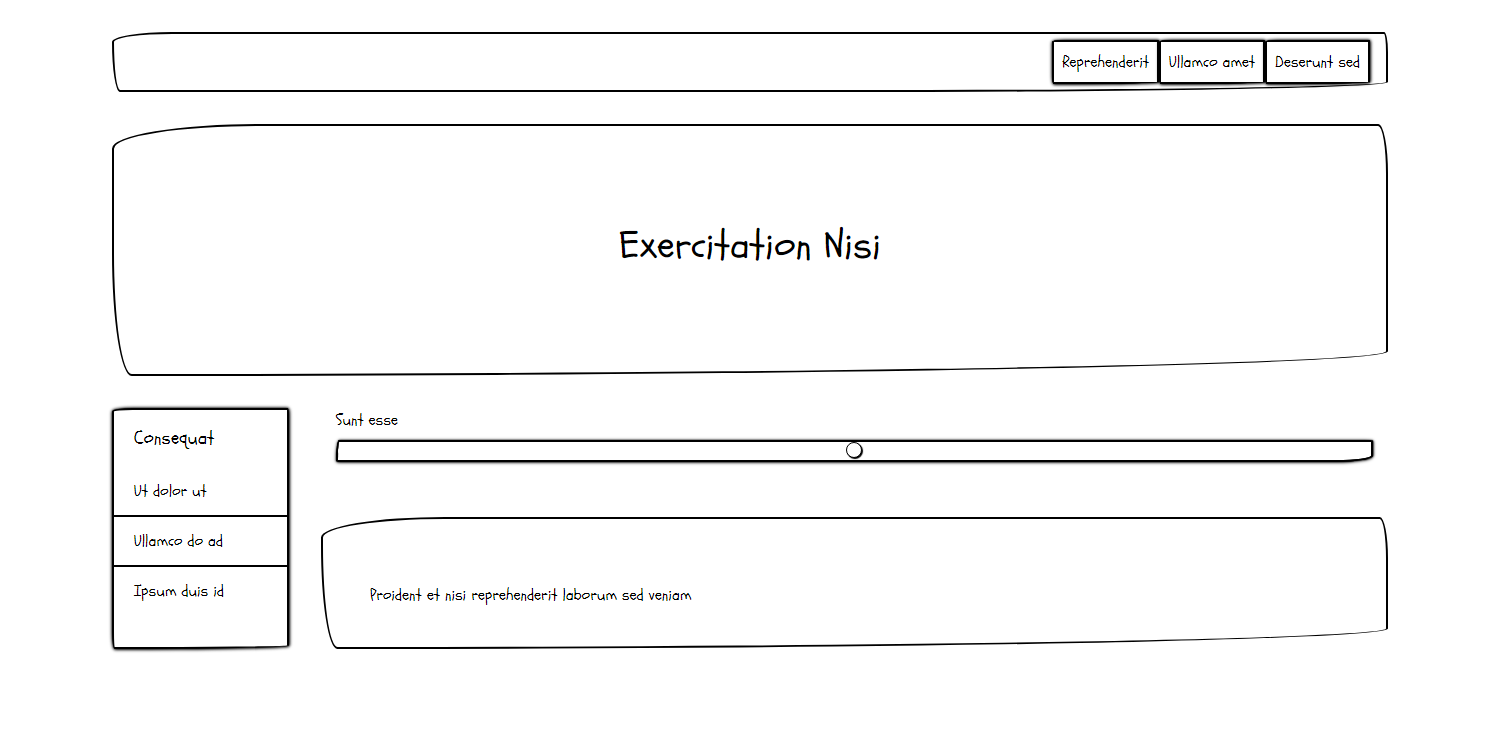 Reprehenderit Ullamco amet Deserunt sed
Exercitation Nisi
Consequat
Ut dolor ut
Ullamco do ad
Ipsum duis id
Sunt esse
Proident et nisi reprehenderit laborum sed veniam